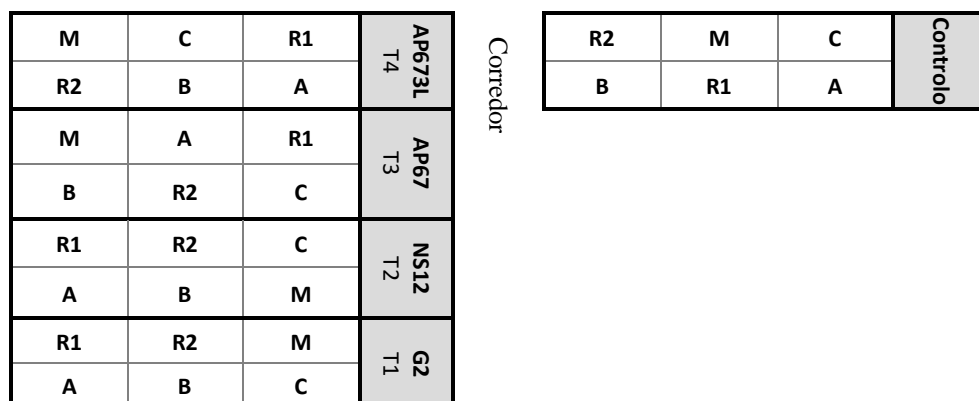 M C R1 AP673L
T4
R2 B A
M A R1 AP67
T3
B R2 C
R1 R2 C NS12
T2
A B M
R1 R2 M G2
T1
A B C
Corredor
R2 M C Controlo
B R1 A